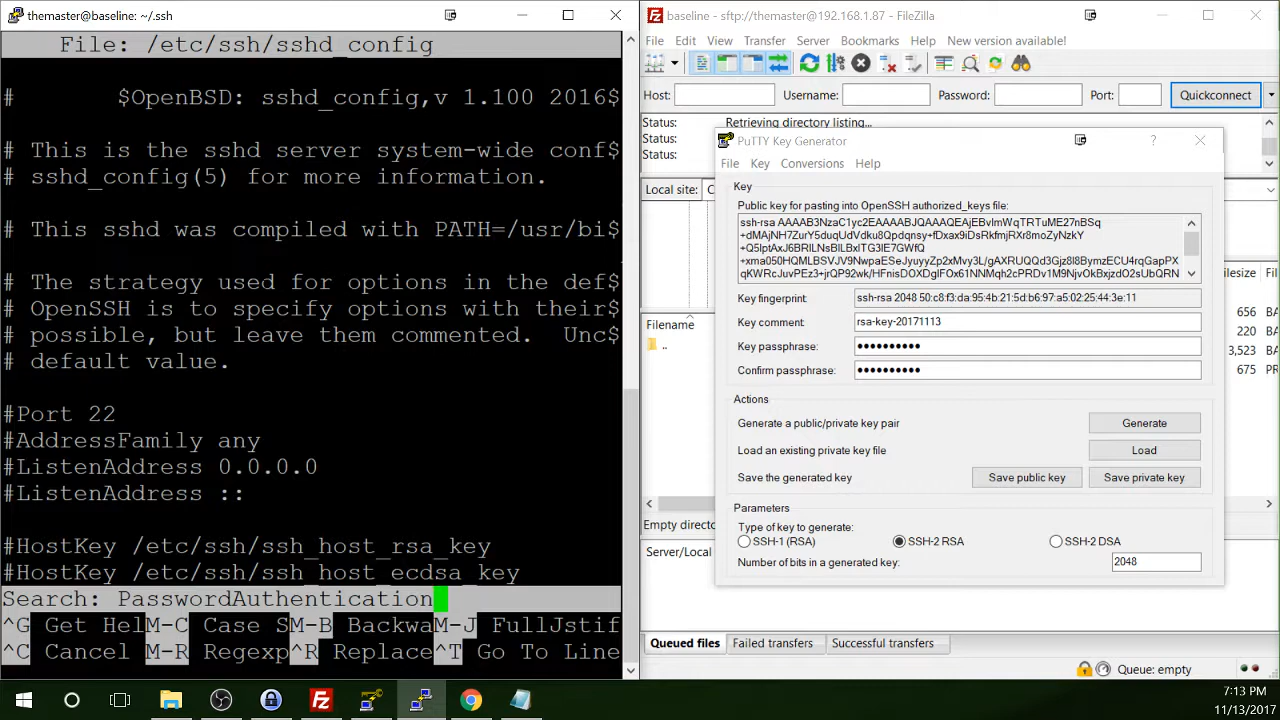 themaster@baseline: ~/.ssh
File: /etc/ssh/sshd_config
# $OpenBSD: sshd_config,v 1.100 2016$
# This is the sshd server system-wide conf$
# sshd_config(5) for more information.
# This sshd was compiled with PATH=/usr/bi$
# The strategy used for options in the def$
# OpenSSH is to specify options with their$
# possible, but leave them commented. Unc$
# default value.
#Port 22
#AddressFamily any
#ListenAddress 0.0.0.0
#ListenAddress ::
#HostKey /etc/ssh/ssh_host_rsa_key
#HostKey /etc/ssh/ssh_host_ecdsa_key
Search: PasswordAuthentication
^G Get HelM-C Case SM-B BackwaM-J FullJstif
^C Cancel M-R Regexp^R Replace^T Go To Line
baseline - sftp://themaster@192.168.1.87 - FileZilla
File Edit View Transfer Server Bookmarks Help New version available!
Host: Username: Password: Port: Quickconnect
Status: Retrieving directory listing...
Status:
Status:
Local site: C
Filename
..
Empty directo
Server/Local
filesize
656 BA
220 BA
3,523 BA
675 PR
PuTTY Key Generator
?
File Key Conversions Help
Key
Public key for pasting into OpenSSH authorized_keys file:
Key fingerprint: ssh-rsa 2048 50:c8:f3:da:95:4b:21:5d:b6:97:a5:02:25:44:3e:11
Key comment: rsa-key-20171113
Key passphrase: ●●●●●●●●●●
Confirm passphrase: ●●●●●●●●●●
Actions
Generate a public/private key pair Generate
Load an existing private key file Load
Save the generated key Save public key Save private key
Parameters
Type of key to generate:
SSH-1 (RSA) SSH-2 RSA SSH-2 DSA
Number of bits in a generated key: 2048
Queued files Failed transfers Successful transfers
Queue: empty
7:13 PM
11/13/2017